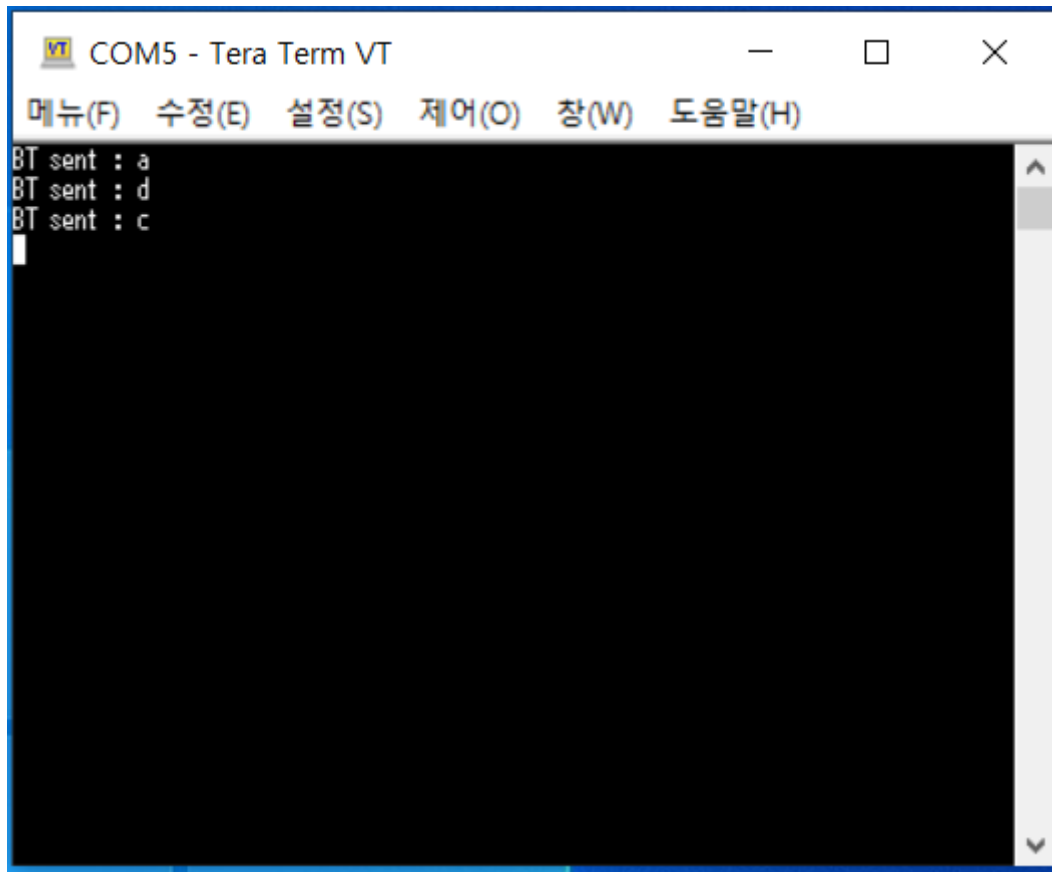 VT COM5 - Tera Term VT
메뉴(F) 수정(E) 설정(S) 제어(O) 창(W) 도움말(H)
BT sent : a
BT sent : d
BT sent : c